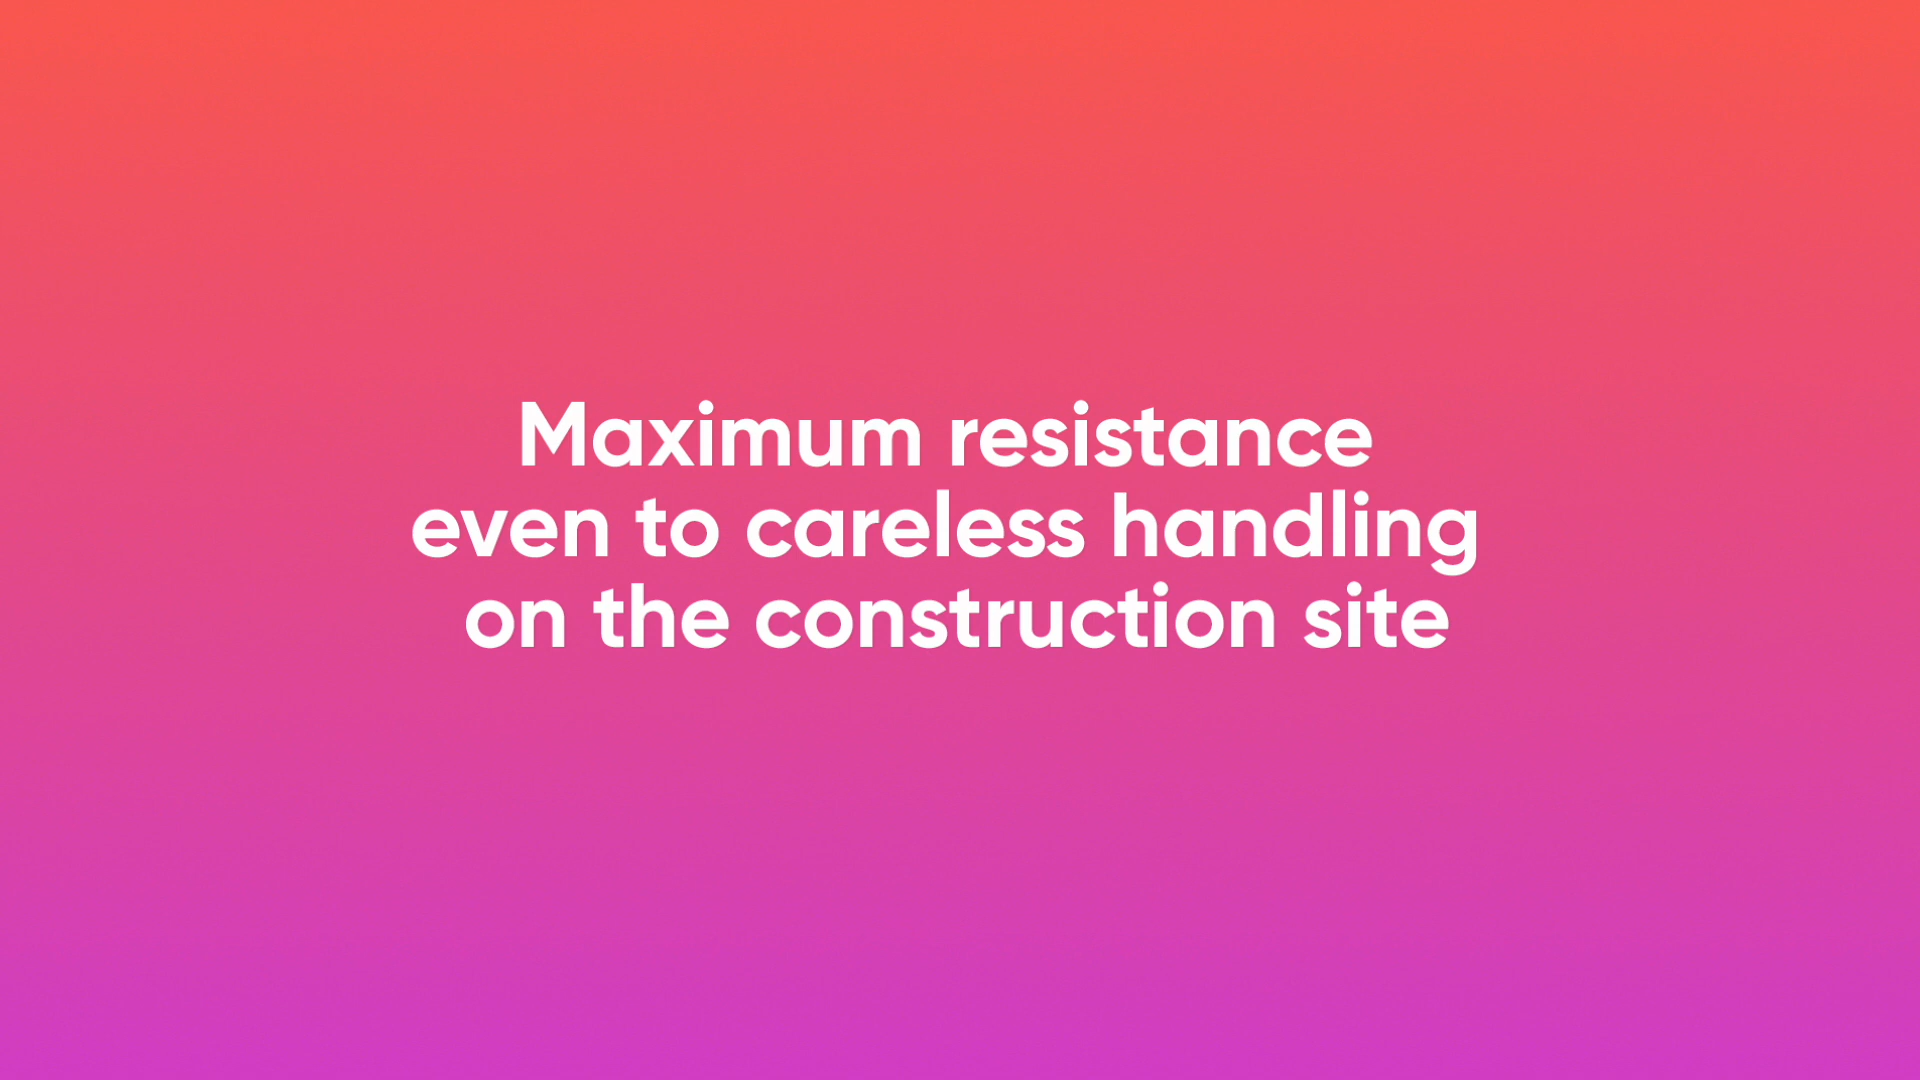 Maximum resistance
even to careless handling
on the construction site